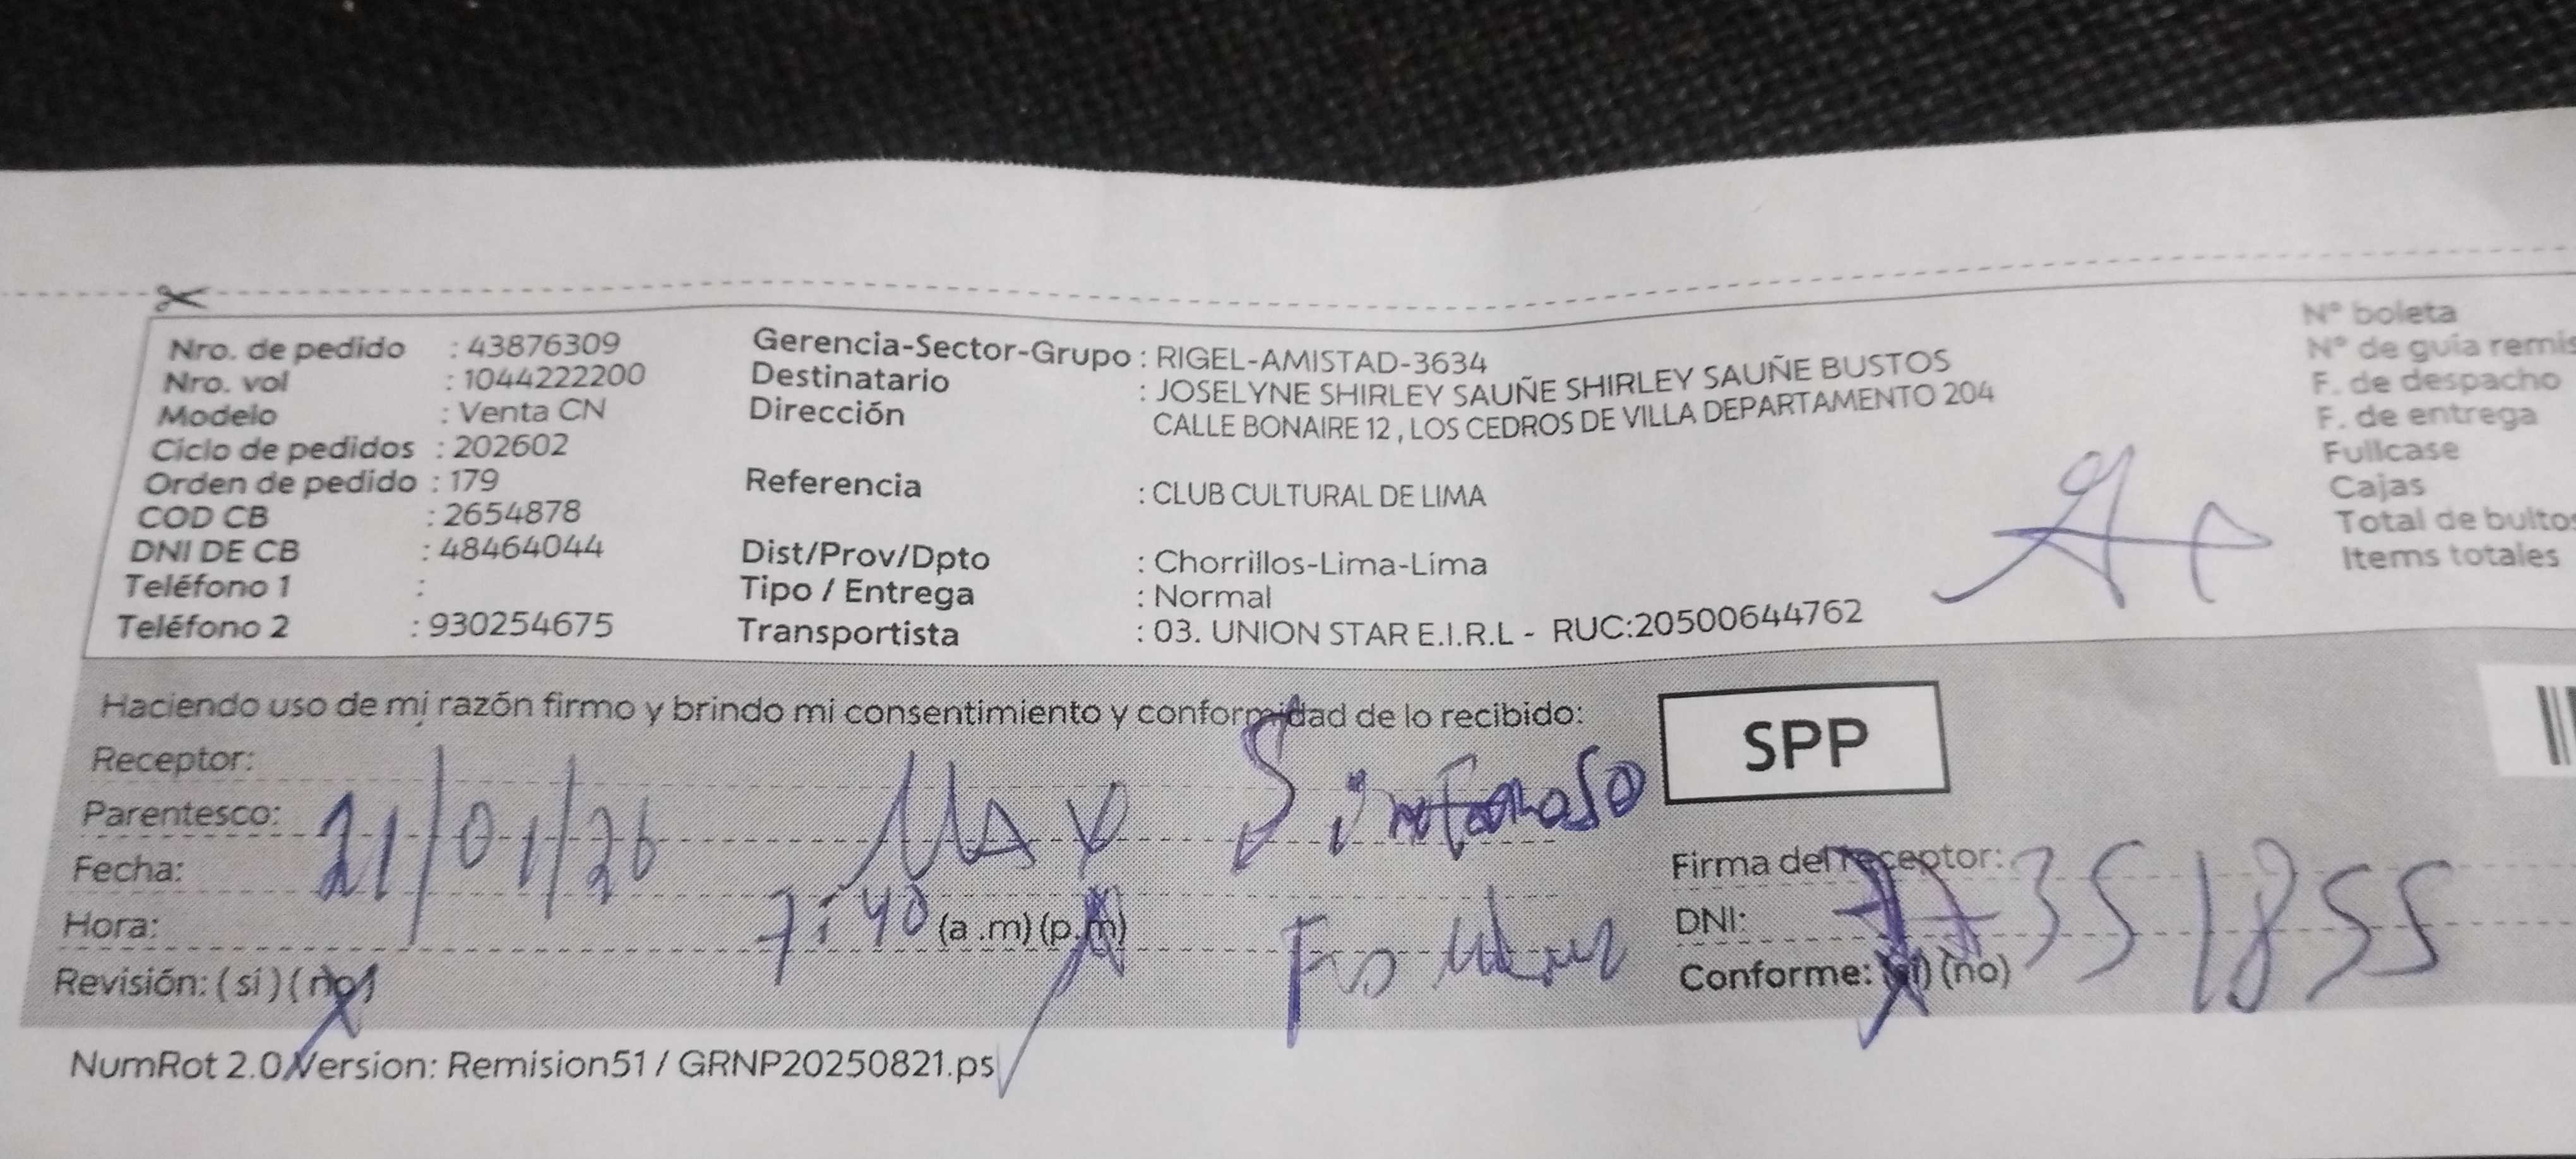 Nro. de pedido : 43876309
Nro. vol : 1044222200
Modelo : Venta CN
Ciclo de pedidos : 202602
Orden de pedido : 179
COD CB : 2654878
DNI DE CB : 48464044
Teléfono 1 :
Teléfono 2 : 930254675
Gerencia-Sector-Grupo : RIGEL-AMISTAD-3634
Destinatario : JOSELYNE SHIRLEY SAUÑE SHIRLEY SAUÑE BUSTOS
Dirección CALLE BONAIRE 12 , LOS CEDROS DE VILLA DEPARTAMENTO 204
Referencia : CLUB CULTURAL DE LIMA
Dist/Prov/Dpto : Chorrillos-Lima-Lima
Tipo / Entrega : Normal
Transportista : 03. UNION STAR E.I.R.L - RUC:20500644762
N° boleta
N° de guia remis
F. de despacho
F. de entrega
Fullcase
Cajas
Total de bultos
Items totales
Haciendo uso de mi razón firmo y brindo mi consentimiento y conformidad de lo recibido:
SPP
Receptor:
Parentesco:
Fecha: 21/01/26
Hora: 7:40 (a .m) (p.m)
Revisión: ( si ) ( no )
Firma del receptor:
DNI: 77351855
Conforme: (si) (no)
NumRot 2.0 Version: Remision51 / GRNP20250821.ps